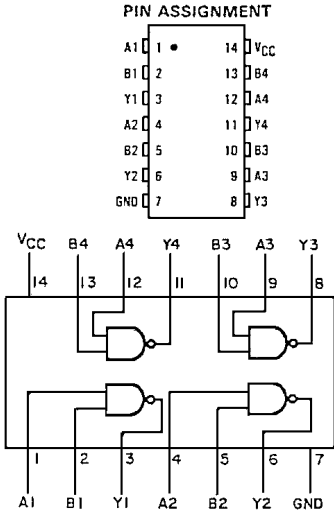 PIN ASSIGNMENT
A1 1 14 VCC
B1 2 13 B4
Y1 3 12 A4
A2 4 11 Y4
B2 5 10 B3
Y2 6 9 A3
GND 7 8 Y3
VCC B4 A4 Y4 B3 A3 Y3
14 13 12 11 10 9 8
1 2 3 4 5 6 7
A1 B1 Y1 A2 B2 Y2 GND